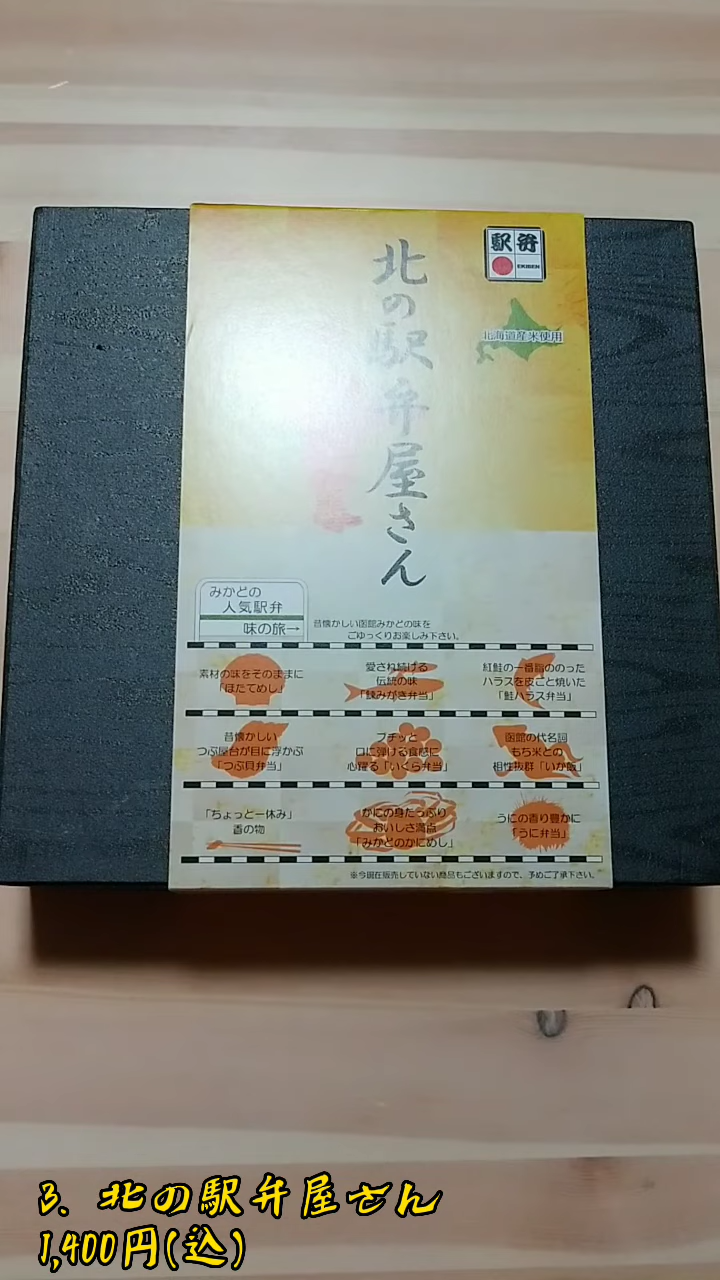 駅弁
EKIBEN
北海道産米使用
北の駅弁屋さん
みかどの
人気駅弁
味の旅→
昔懐かしい函館みかどの味を
ごゆっくりお楽しみ下さい。
素材の味をそのままに
「ほたてめし」
愛され続ける
伝統の味
「鰊みがき弁当」
紅鮭の一番脂ののった
ハラスを皮ごと焼いた
「鮭ハラス弁当」
昔懐かしい
つぶ屋台が目に浮かぶ
「つぶ貝弁当」
プチッと
口に弾ける食感に
心躍る「いくら弁当」
函館の代名詞
もち米との
相性抜群「いか飯」
「ちょっと一休み」
香の物
かにの身たっぷり
おいしさ満点
「みかどのかにめし」
うにの香り豊かに
「うに弁当」
※今現在販売していない商品もございますので、予めご了承下さい。
3. 北の駅弁屋さん
1,400円(込)